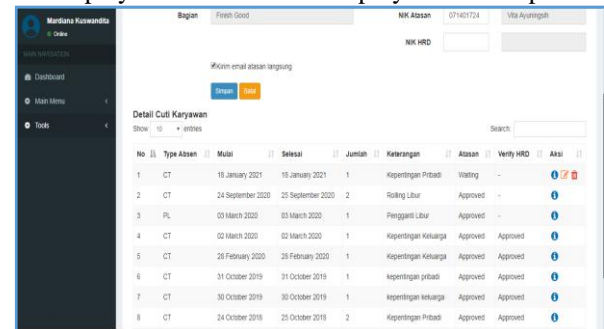 Mardiana Kuswandita
Online
MAIN NAVIGATION
Dashboard
Main Menu
Tools
Bagian Finish Good NIK Atasan 071401724 Vita Ayuningsih
NIK HRD
Kirim email atasan langsung
Simpan Batal
Detail Cuti Karyawan
Show 10 entries Search:
No Type Absen Mulai Selesai Jumlah Keterangan Atasan Verify HRD Aksi
1 CT 18 January 2021 18 January 2021 1 Kepentingan Pribadi Waiting -
2 CT 24 September 2020 25 September 2020 2 Rolling Libur Approved -
3 PL 03 March 2020 03 March 2020 1 Pengganti Libur Approved -
4 CT 02 March 2020 02 March 2020 1 Kepentingan Keluarga Approved Approved
5 CT 28 February 2020 28 February 2020 1 Kepentingan Keluarga Approved Approved
6 CT 31 October 2019 31 October 2019 1 kepentingan pribadi Approved Approved
7 CT 30 October 2019 30 October 2019 1 kepentingan keluarga Approved Approved
8 CT 24 October 2018 25 October 2018 2 Kepentingan Pribadi Approved Approved